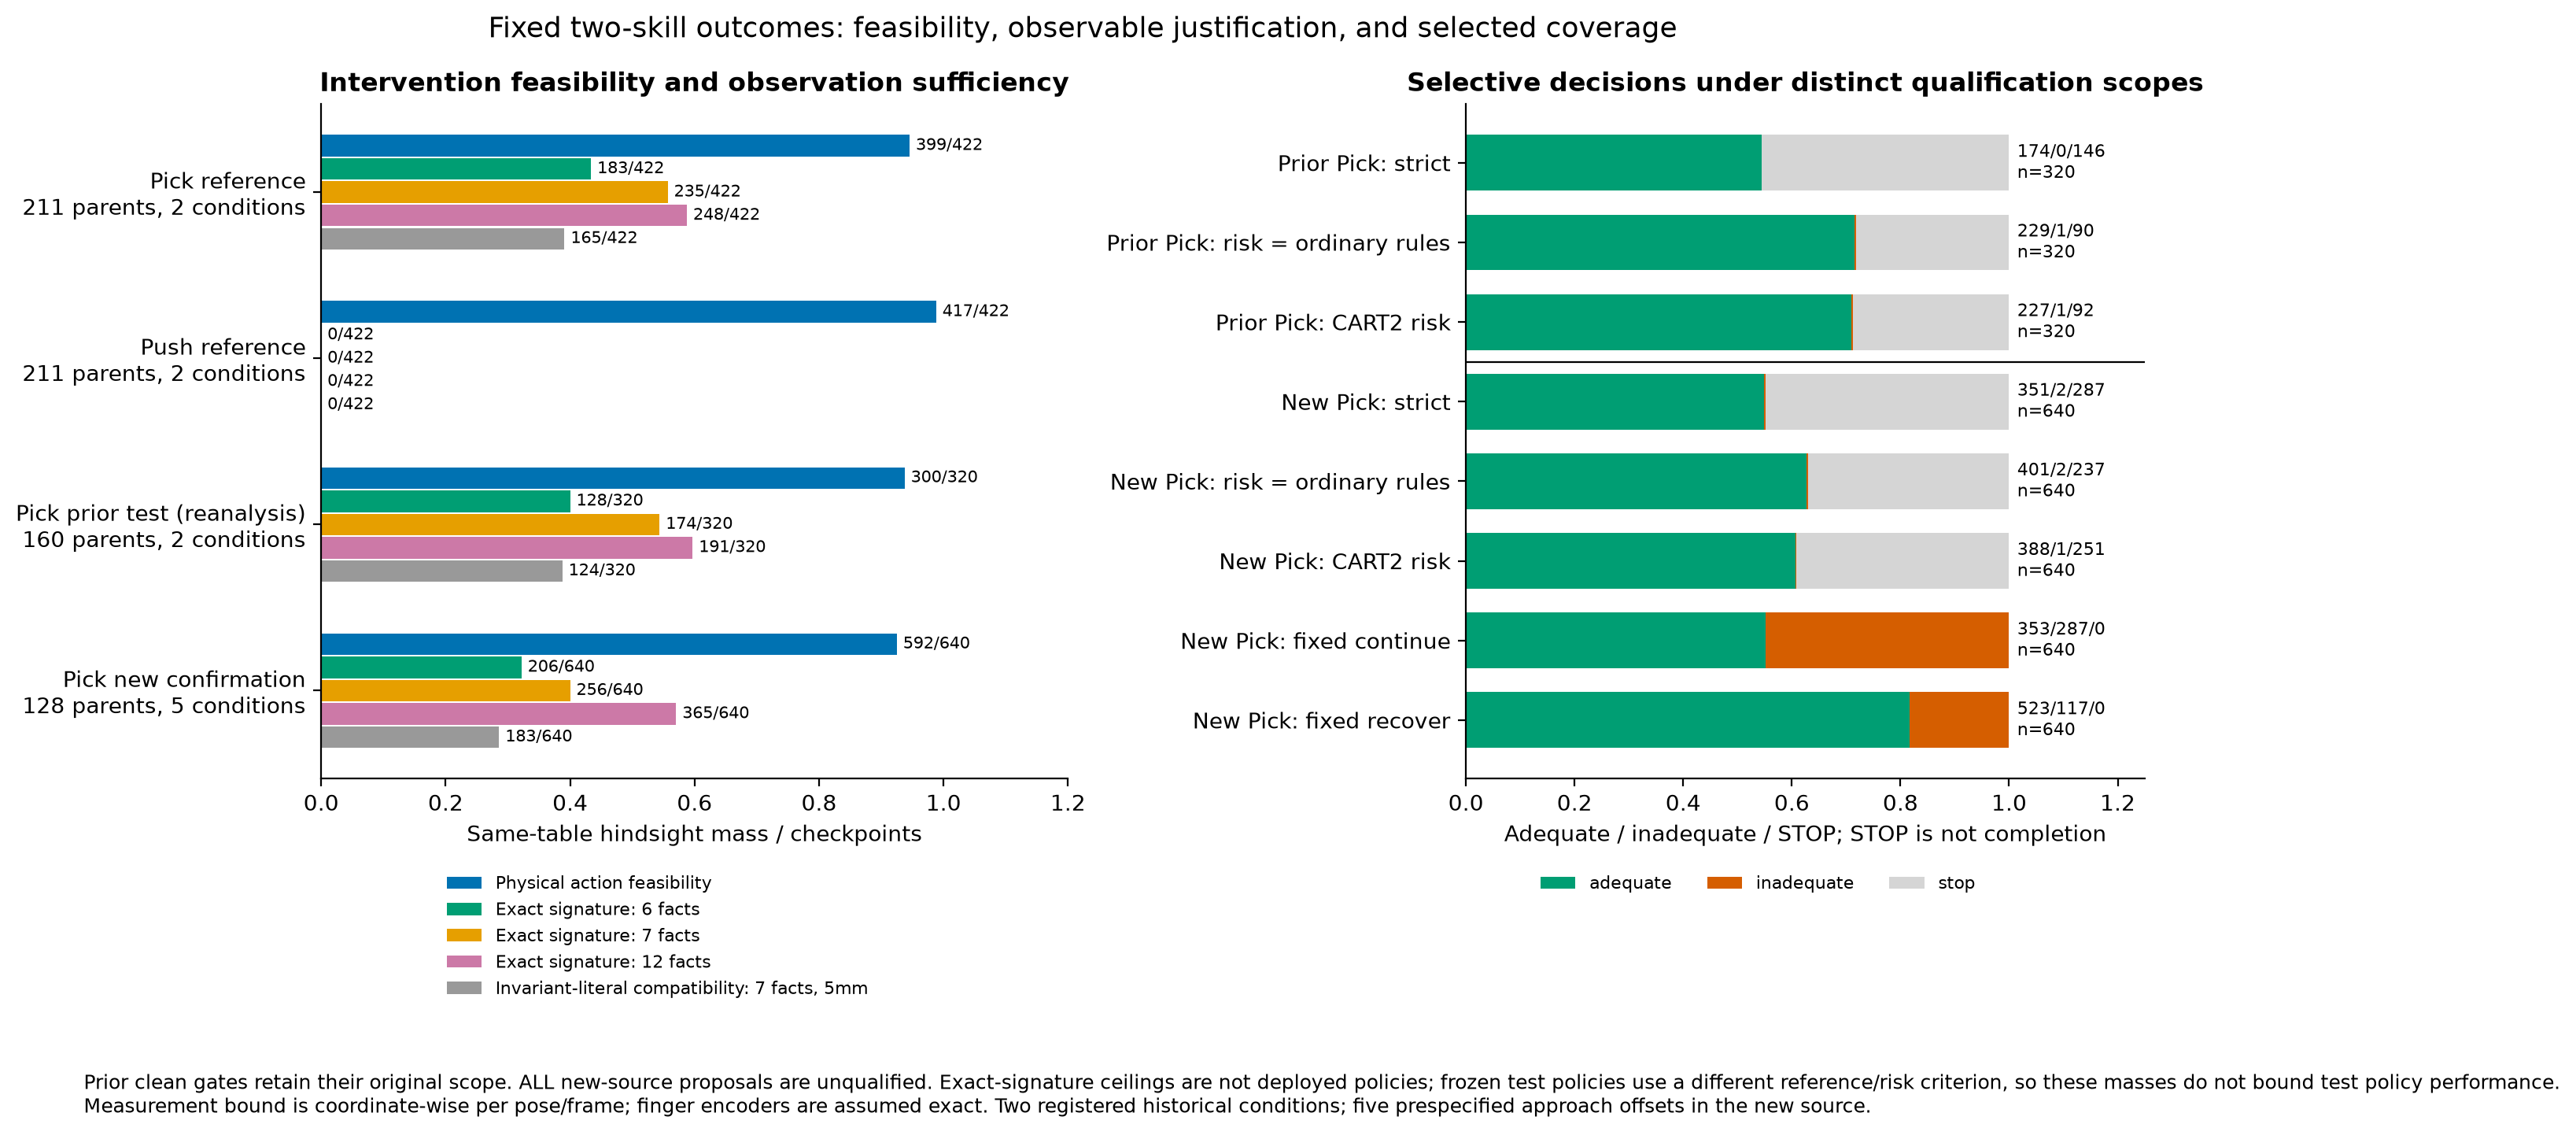 Fixed two-skill outcomes: feasibility, observable justification, and selected coverage
Intervention feasibility and observation sufficiency
Pick reference
211 parents, 2 conditions
399/422
183/422
235/422
248/422
165/422
Push reference
211 parents, 2 conditions
417/422
0/422
0/422
0/422
0/422
Pick prior test (reanalysis)
160 parents, 2 conditions
300/320
128/320
174/320
191/320
124/320
Pick new confirmation
128 parents, 5 conditions
592/640
206/640
256/640
365/640
183/640
0.0 0.2 0.4 0.6 0.8 1.0 1.2
Same-table hindsight mass / checkpoints
Physical action feasibility
Exact signature: 6 facts
Exact signature: 7 facts
Exact signature: 12 facts
Invariant-literal compatibility: 7 facts, 5mm
Selective decisions under distinct qualification scopes
Prior Pick: strict
174/0/146
n=320
Prior Pick: risk = ordinary rules
229/1/90
n=320
Prior Pick: CART2 risk
227/1/92
n=320
New Pick: strict
351/2/287
n=640
New Pick: risk = ordinary rules
401/2/237
n=640
New Pick: CART2 risk
388/1/251
n=640
New Pick: fixed continue
353/287/0
n=640
New Pick: fixed recover
523/117/0
n=640
0.0 0.2 0.4 0.6 0.8 1.0 1.2
Adequate / inadequate / STOP; STOP is not completion
adequate inadequate stop
Prior clean gates retain their original scope. ALL new-source proposals are unqualified. Exact-signature ceilings are not deployed policies; frozen test policies use a different reference/risk criterion, so these masses do not bound test policy performance.
Measurement bound is coordinate-wise per pose/frame; finger encoders are assumed exact. Two registered historical conditions; five prespecified approach offsets in the new source.